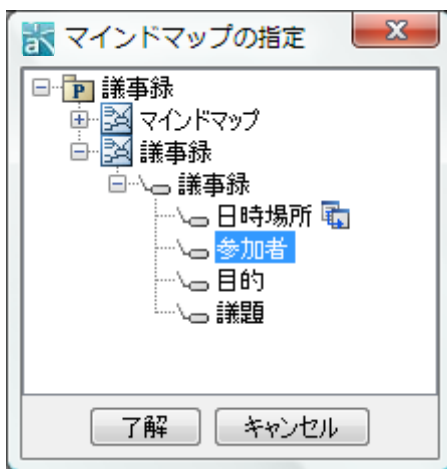 マインドマップの指定
議事録
マインドマップ
議事録
議事録
日時場所
参加者
目的
議題
了解 キャンセル